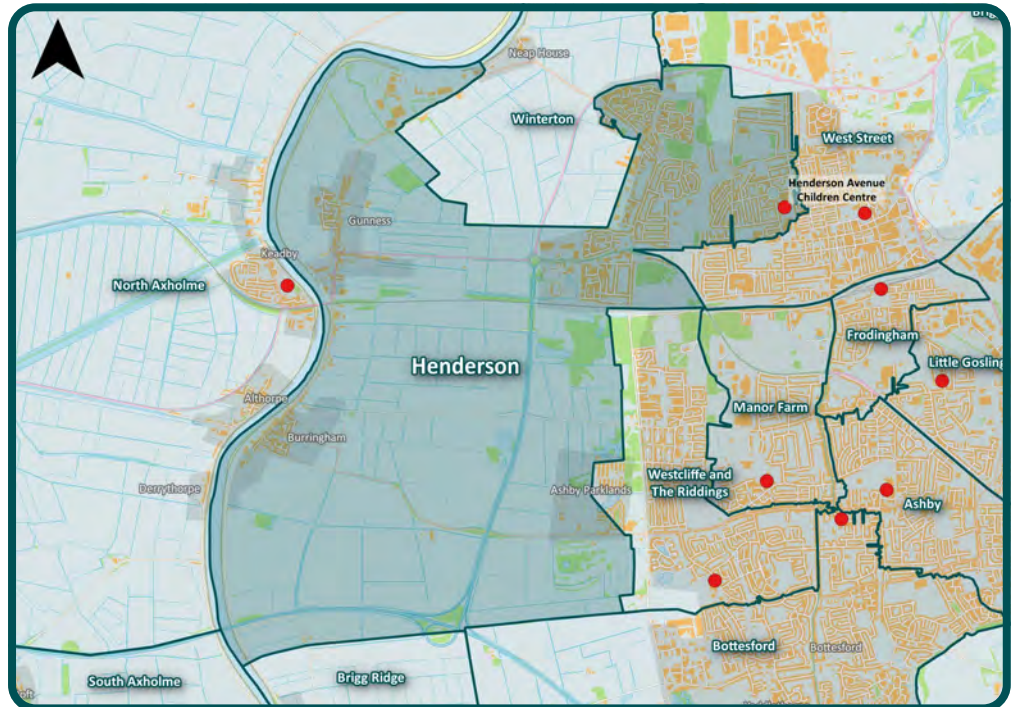 Neap House
Winterton
West Street
Henderson Avenue
Children Centre
Gunness
Keadby
North Axholme
Frodingham
Henderson
Little Gosling
Althorpe
Manor Farm
Burringham
Westcliffe and
The Riddings
Derrythorpe
Ashby Parklands
Ashby
Bottesford
Bottesford
South Axholme
Brigg Ridge